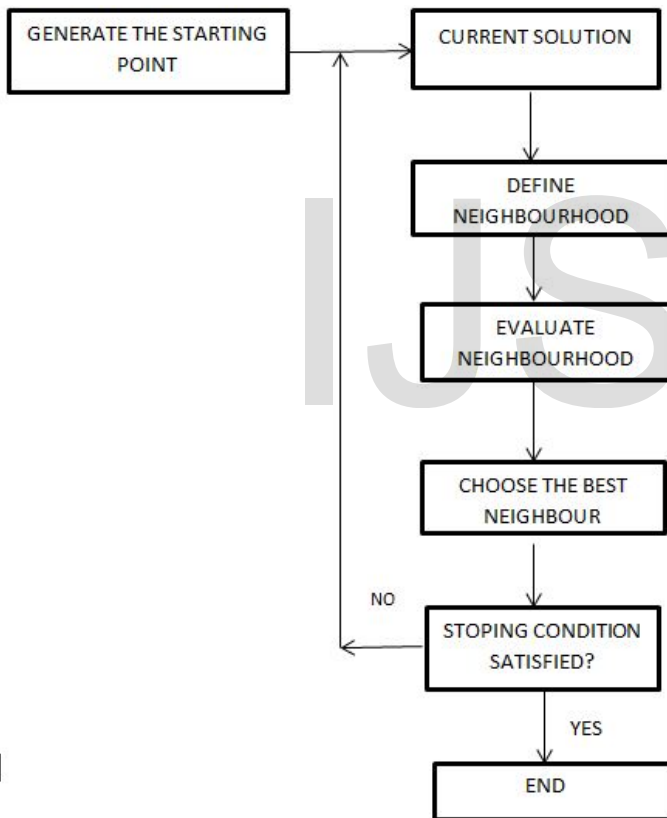 GENERATE THE STARTING
POINT
CURRENT SOLUTION
DEFINE
NEIGHBOURHOOD
EVALUATE
NEIGHBOURHOOD
CHOOSE THE BEST
NEIGHBOUR
NO
STOPING CONDITION
SATISFIED?
YES
END
IJS